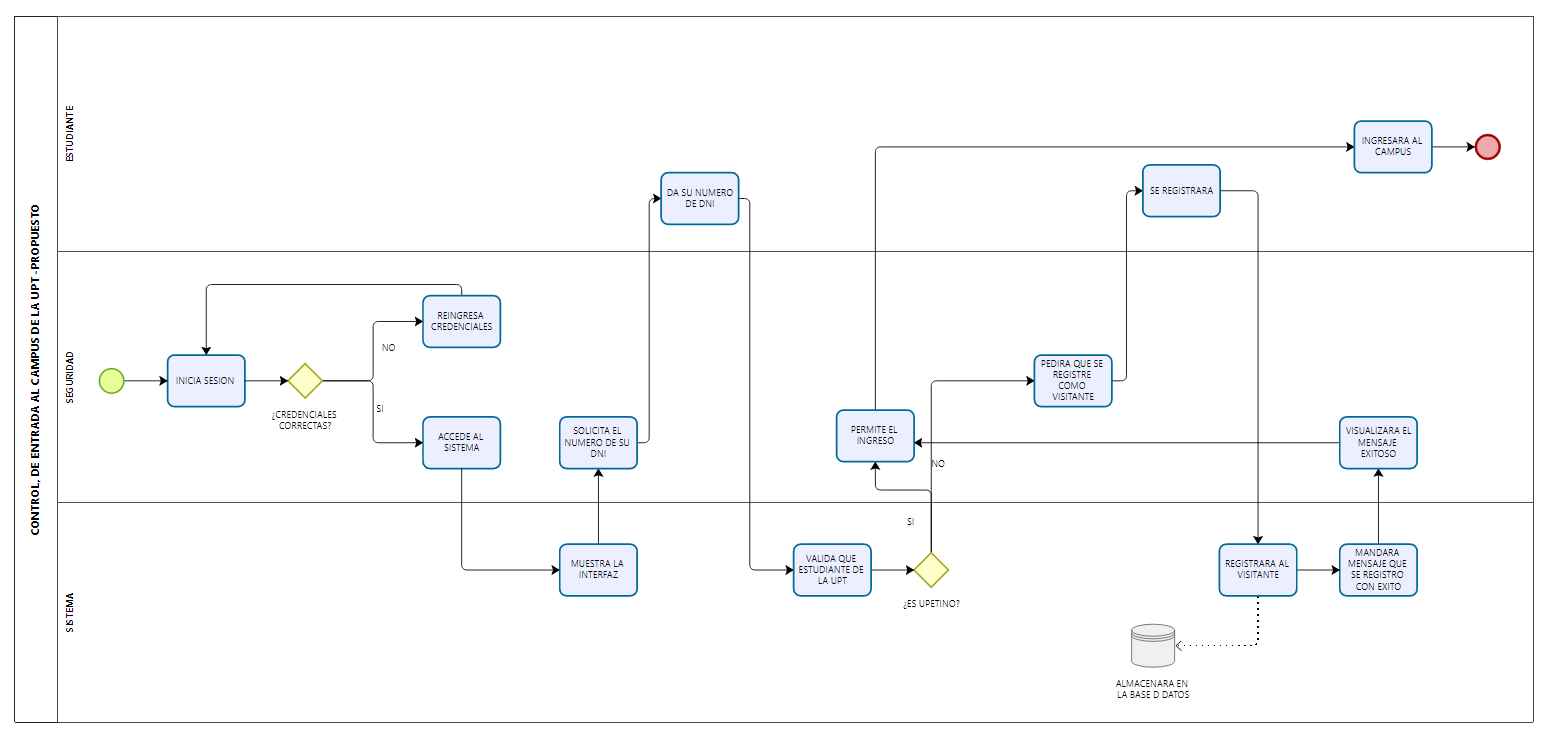 CONTROL, DE ENTRADA AL CAMPUS DE LA UPT - PROPUESTO
ESTUDIANTE
INGRESARA AL
CAMPUS
DA SU NUMERO
DE DNI
SE REGISTRARA
SEGURIDAD
REINGRESA
CREDENCIALES
NO
INICIA SESION
¿CREDENCIALES
CORRECTAS?
SI
ACCEDE AL
SISTEMA
SOLICITA EL
NUMERO DE SU
DNI
PERMITE EL
INGRESO
NO
PEDIRA QUE SE
REGISTRE
COMO
VISITANTE
VISUALIZARA EL
MENSAJE
EXITOSO
SISTEMA
MUESTRA LA
INTERFAZ
VALIDA QUE
ESTUDIANTE DE
LA UPT
SI
¿ES UPETINO?
REGISTRARA AL
VISITANTE
MANDARA
MENSAJE QUE
SE REGISTRO
CON EXITO
ALMACENARA EN
LA BASE D DATOS